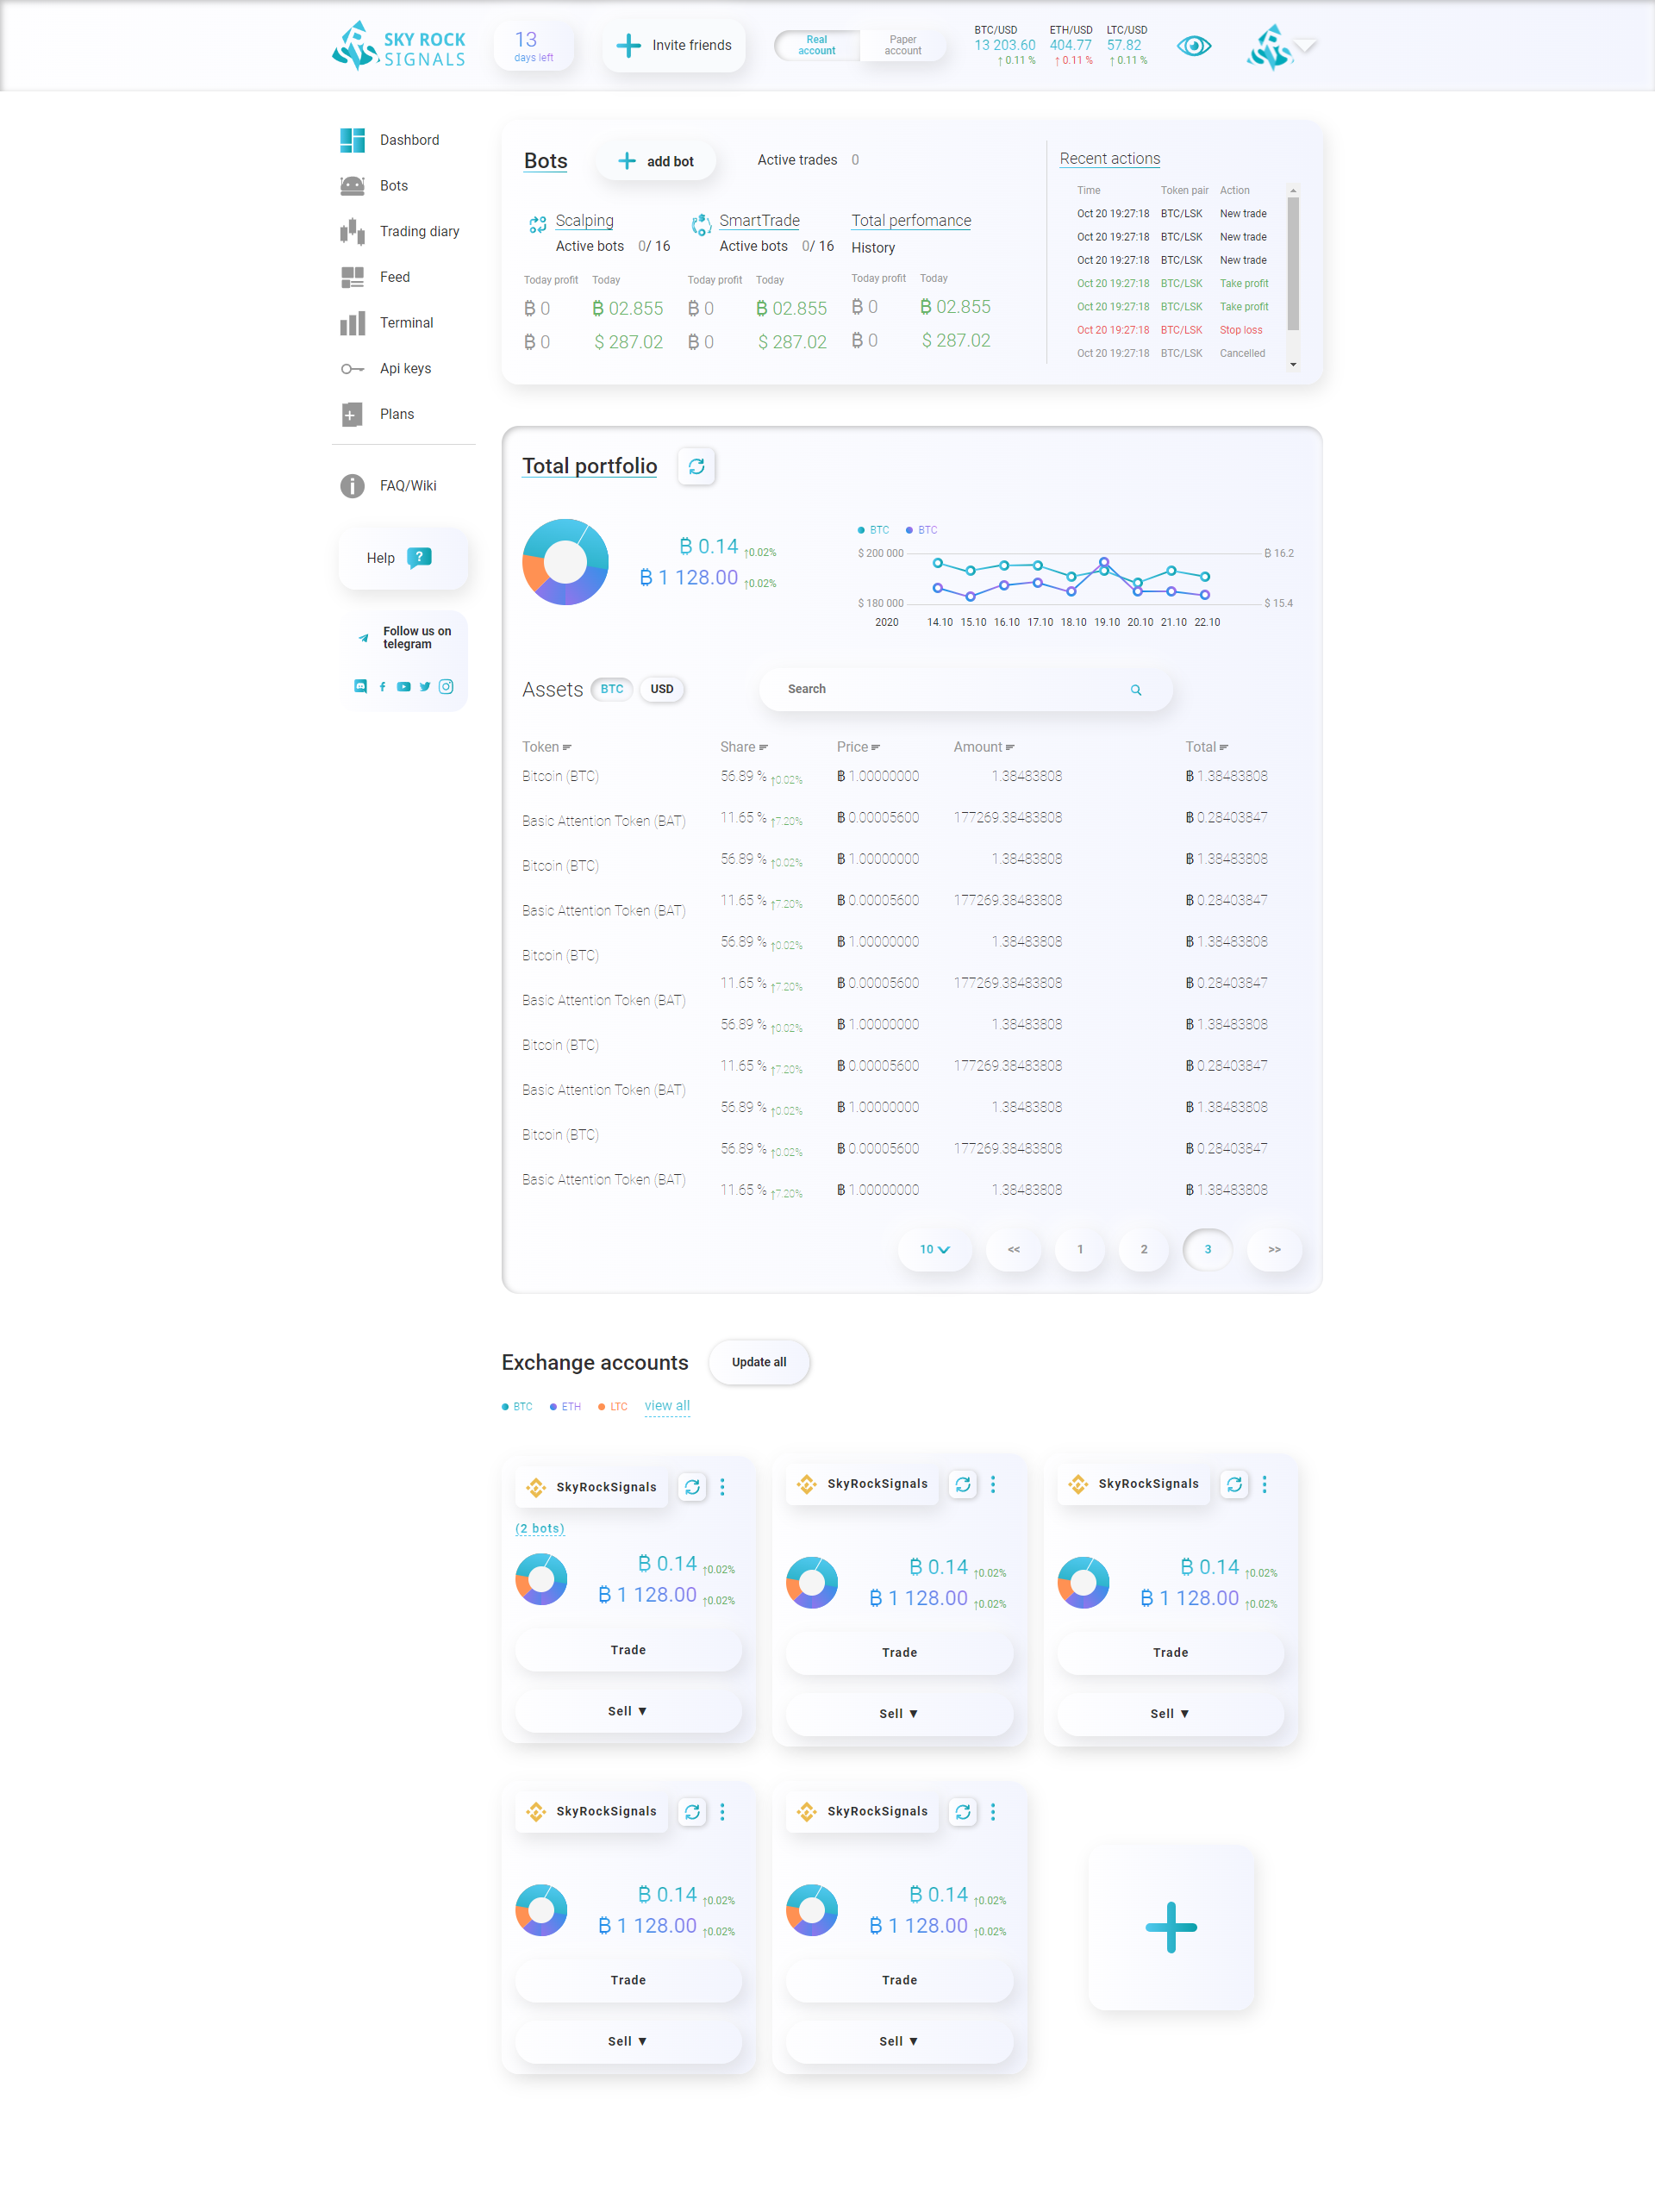 SKY ROCK
SIGNALS
13
days left
Invite friends
Real
account
Paper
account
BTC/USD
13 203.60
↑ 0.11 %
ETH/USD
404.77
↑ 0.11 %
LTC/USD
57.82
↑ 0.11 %
Dashbord
Bots
Trading diary
Feed
Terminal
Api keys
Plans
FAQ/Wiki
Help
Follow us on
telegram
Bots
add bot
Active trades 0
Scalping
Active bots 0/ 16
Today profit Today
₿ 0 ₿ 02.855
₿ 0 $ 287.02
SmartTrade
Active bots 0/ 16
Today profit Today
₿ 0 ₿ 02.855
₿ 0 $ 287.02
Total perfomance
History
Today profit Today
₿ 0 ₿ 02.855
₿ 0 $ 287.02
Recent actions
Time Token pair Action
Oct 20 19:27:18 BTC/LSK New trade
Oct 20 19:27:18 BTC/LSK New trade
Oct 20 19:27:18 BTC/LSK New trade
Oct 20 19:27:18 BTC/LSK Take profit
Oct 20 19:27:18 BTC/LSK Take profit
Oct 20 19:27:18 BTC/LSK Stop loss
Oct 20 19:27:18 BTC/LSK Cancelled
Total portfolio
₿ 0.14 ↑0.02%
₿ 1 128.00 ↑0.02%
BTC BTC
$ 200 000 ₿ 16.2
$ 180 000 $ 15.4
2020 14.10 15.10 16.10 17.10 18.10 19.10 20.10 21.10 22.10
Assets BTC USD
Search
Token Share Price Amount Total
Bitcoin (BTC) 56.89 % ↑0.02% ₿ 1.00000000 1.38483808 ₿ 1.38483808
Basic Attention Token (BAT) 11.65 % ↑7.20% ₿ 0.00005600 177269.38483808 ₿ 0.28403847
Bitcoin (BTC) 56.89 % ↑0.02% ₿ 1.00000000 1.38483808 ₿ 1.38483808
Basic Attention Token (BAT) 11.65 % ↑7.20% ₿ 0.00005600 177269.38483808 ₿ 0.28403847
Bitcoin (BTC) 56.89 % ↑0.02% ₿ 1.00000000 1.38483808 ₿ 1.38483808
Basic Attention Token (BAT) 11.65 % ↑7.20% ₿ 0.00005600 177269.38483808 ₿ 0.28403847
Bitcoin (BTC) 56.89 % ↑0.02% ₿ 1.00000000 1.38483808 ₿ 1.38483808
Basic Attention Token (BAT) 11.65 % ↑7.20% ₿ 0.00005600 177269.38483808 ₿ 0.28403847
Bitcoin (BTC) 56.89 % ↑0.02% ₿ 1.00000000 1.38483808 ₿ 1.38483808
Basic Attention Token (BAT) 56.89 % ↑0.02% ₿ 0.00005600 177269.38483808 ₿ 0.28403847
11.65 % ↑7.20% ₿ 1.00000000 1.38483808 ₿ 1.38483808
10 << 1 2 3 >>
Exchange accounts
Update all
BTC ETH LTC view all
SkyRockSignals
(2 bots)
₿ 0.14 ↑0.02%
₿ 1 128.00 ↑0.02%
Trade
Sell ▼
SkyRockSignals
₿ 0.14 ↑0.02%
₿ 1 128.00 ↑0.02%
Trade
Sell ▼
SkyRockSignals
₿ 0.14 ↑0.02%
₿ 1 128.00 ↑0.02%
Trade
Sell ▼
SkyRockSignals
₿ 0.14 ↑0.02%
₿ 1 128.00 ↑0.02%
Trade
Sell ▼
SkyRockSignals
₿ 0.14 ↑0.02%
₿ 1 128.00 ↑0.02%
Trade
Sell ▼